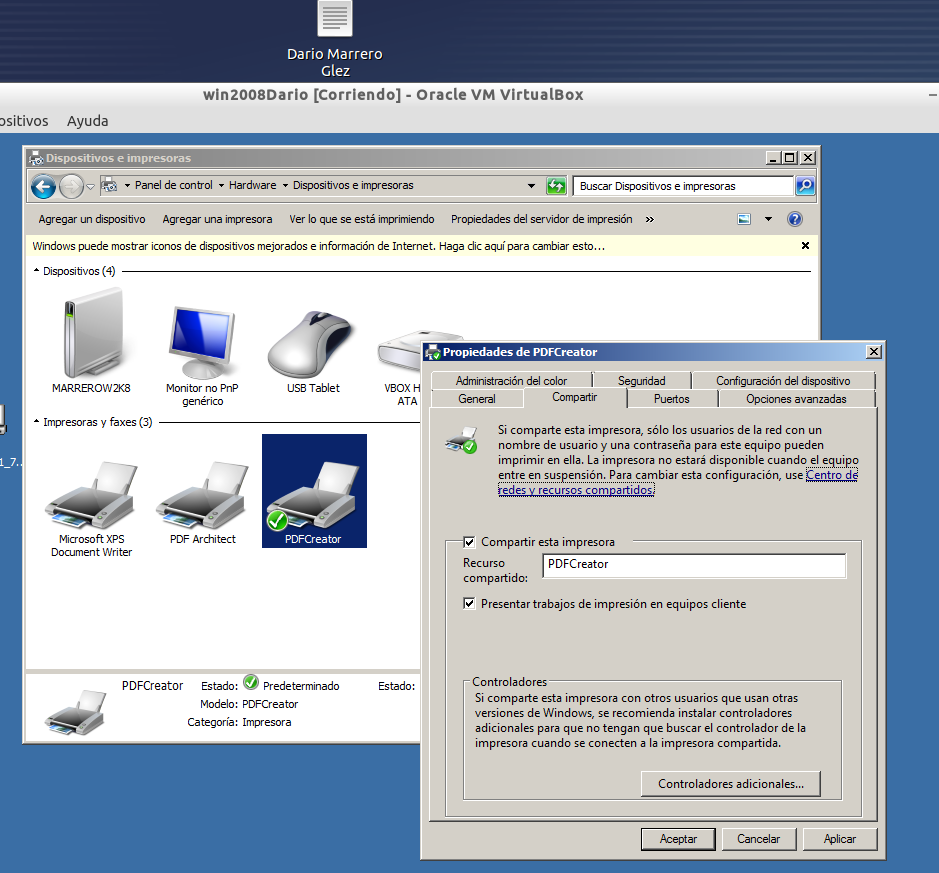 Dario Marrero
Glez
win2008Dario [Corriendo] - Oracle VM VirtualBox
ositivos Ayuda
Dispositivos e impresoras
Panel de control Hardware Dispositivos e impresoras
Buscar Dispositivos e impresoras
Agregar un dispositivo Agregar una impresora Ver lo que se está imprimiendo Propiedades del servidor de impresión »
Windows puede mostrar iconos de dispositivos mejorados e información de Internet. Haga clic aquí para cambiar esto...
Dispositivos (4)
MARREROW2K8
Monitor no PnP
genérico
USB Tablet
VBOX H
ATA
Impresoras y faxes (3)
1_7...
Microsoft XPS
Document Writer
PDF Architect
PDFCreator
PDFCreator Estado: Predeterminado Estado:
Modelo: PDFCreator
Categoría: Impresora
Propiedades de PDFCreator
Administración del color Seguridad Configuración del dispositivo
General Compartir Puertos Opciones avanzadas
Si comparte esta impresora, sólo los usuarios de la red con un
nombre de usuario y una contraseña para este equipo pueden
imprimir en ella. La impresora no estará disponible cuando el equipo
entre en suspensión. Para cambiar esta configuración, use Centro de
redes y recursos compartidos.
Compartir esta impresora
Recurso
compartido:
PDFCreator
Presentar trabajos de impresión en equipos cliente
Controladores
Si comparte esta impresora con otros usuarios que usan otras
versiones de Windows, se recomienda instalar controladores
adicionales para que no tengan que buscar el controlador de la
impresora cuando se conecten a la impresora compartida.
Controladores adicionales...
Aceptar Cancelar Aplicar